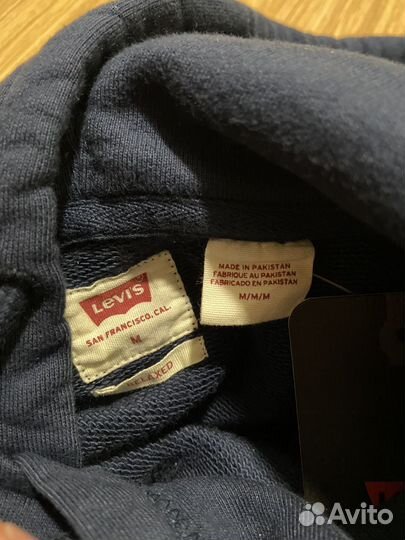 Levi's
SAN FRANCISCO, CAL.
M
RELAXED
MADE IN PAKISTAN
FABRIQUE AU PAKISTAN
FABRICADO EN PAKISTAN
M/M/M
Avito